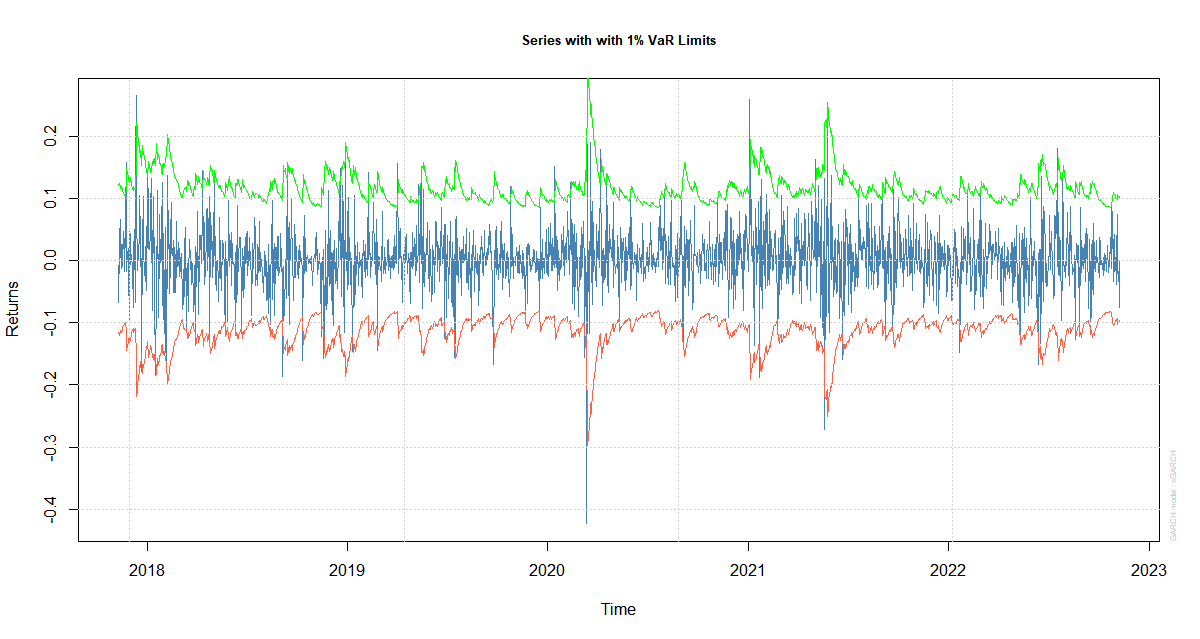 Series with with 1% VaR Limits
Returns
0.2
0.1
0.0
-0.1
-0.2
-0.3
-0.4
2018 2019 2020 2021 2022 2023
Time
GARCH model : sGARCH